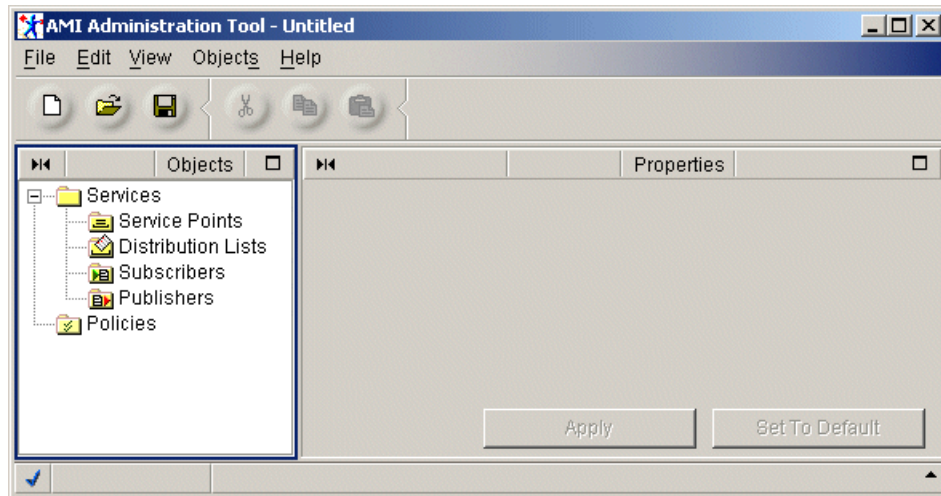 AMI Administration Tool - Untitled
File Edit View Objects Help
Objects
Properties
Services
Service Points
Distribution Lists
Subscribers
Publishers
Policies
Apply
Set To Default